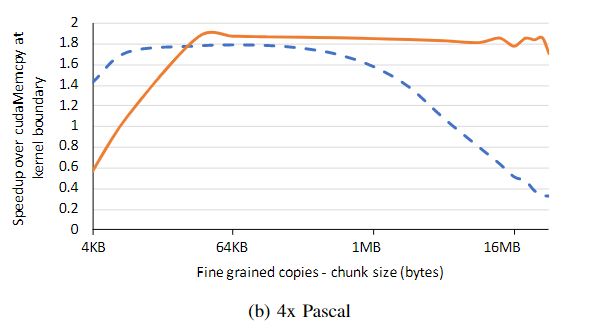 Speedup over cudaMemcpy at
kernel boundary
2
1.8
1.6
1.4
1.2
1
0.8
0.6
0.4
0.2
0
4KB 64KB 1MB 16MB
Fine grained copies - chunk size (bytes)
(b) 4x Pascal